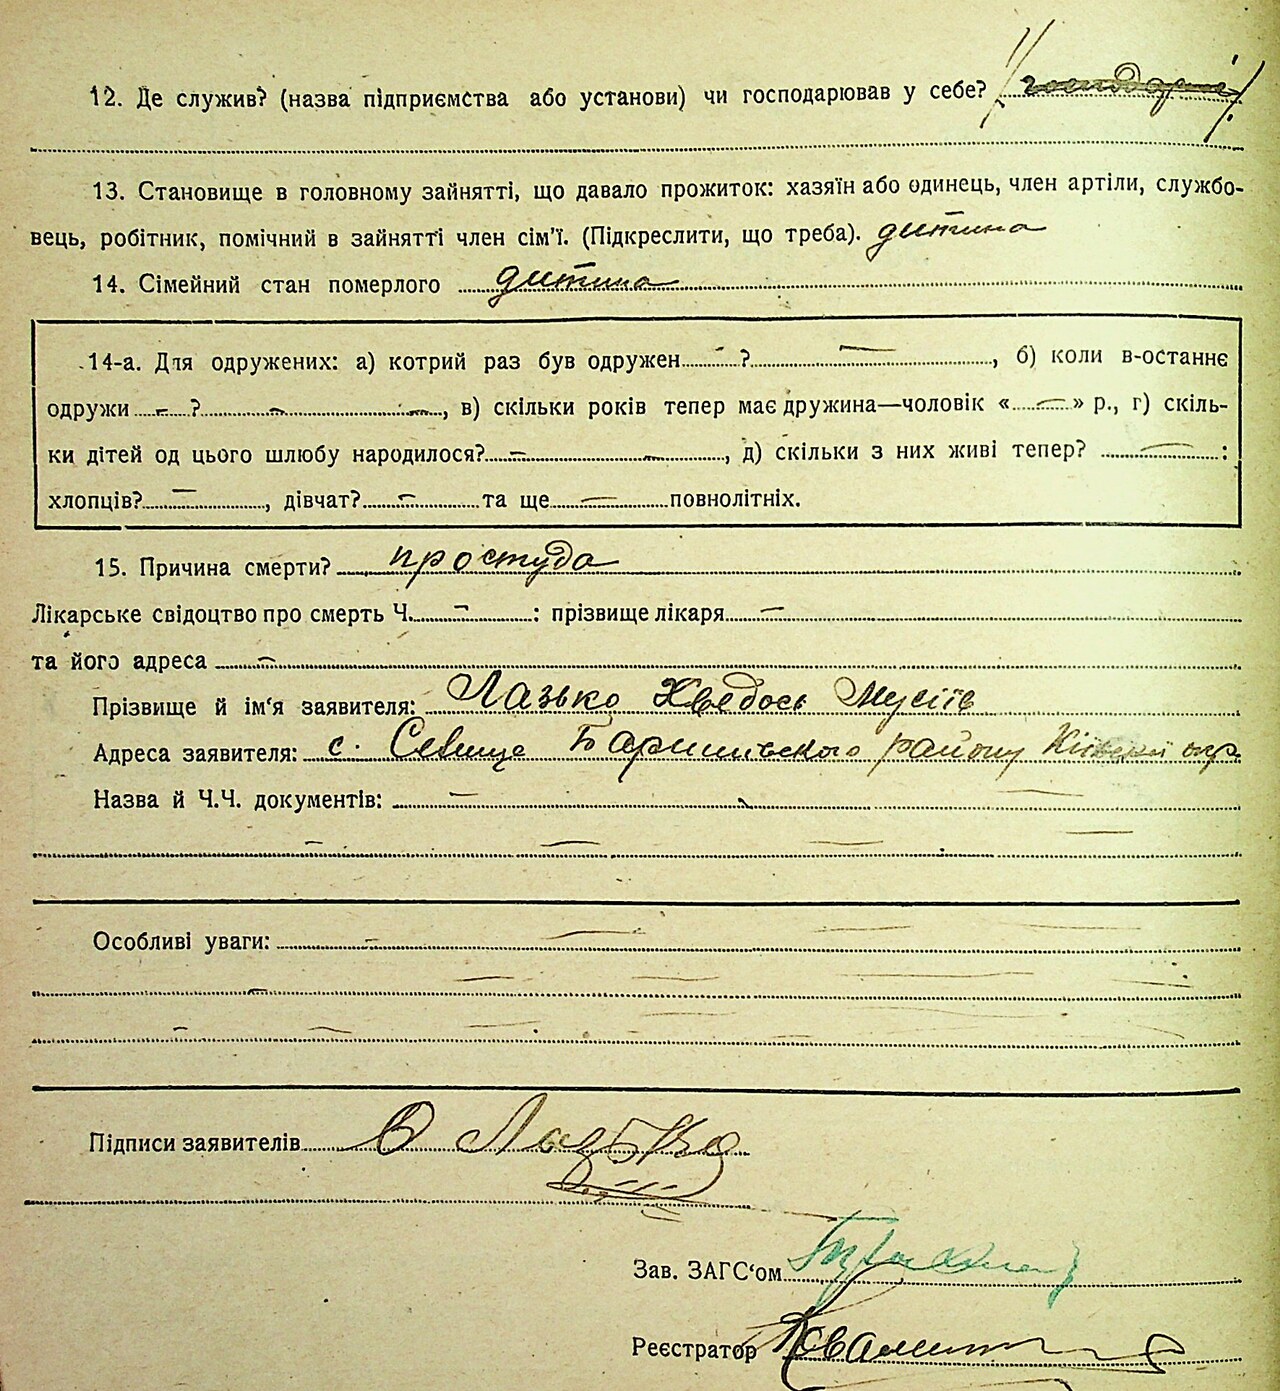 12. Де служив? (назва підприємства або установи) чи господарював у себе?
13. Становище в головному зайнятті, що давало прожиток: хазяїн або одинець, член артілі, службо-
вець, робітник, помічний в зайнятті член сім'ї. (Підкреслити, що треба). дитина
14. Сімейний стан померлого дитина
14-а. Для одружених: а) котрий раз був одружен — ? —, б) коли в-останнє
одружи — ? — —, в) скільки років тепер має дружина—чоловік « — » р., г) скіль-
ки дітей од цього шлюбу народилося? — —, д) скільки з них живі тепер? — :
хлопців? —, дівчат? — та ще — повнолітніх.
15. Причина смерти? простуда
Лікарське свідоцтво про смерть Ч. — : прізвище лікаря —
та його адреса —
Прізвище й ім'я заявителя: Лазько Хведось Мусіїв
Адреса заявителя: с. Селище Баришівського району Київської окр.
Назва й Ч.Ч. документів: — —
Особливі уваги: —
Підписи заявителів Лазько
Зав. ЗАГС'ом
Реєстратор